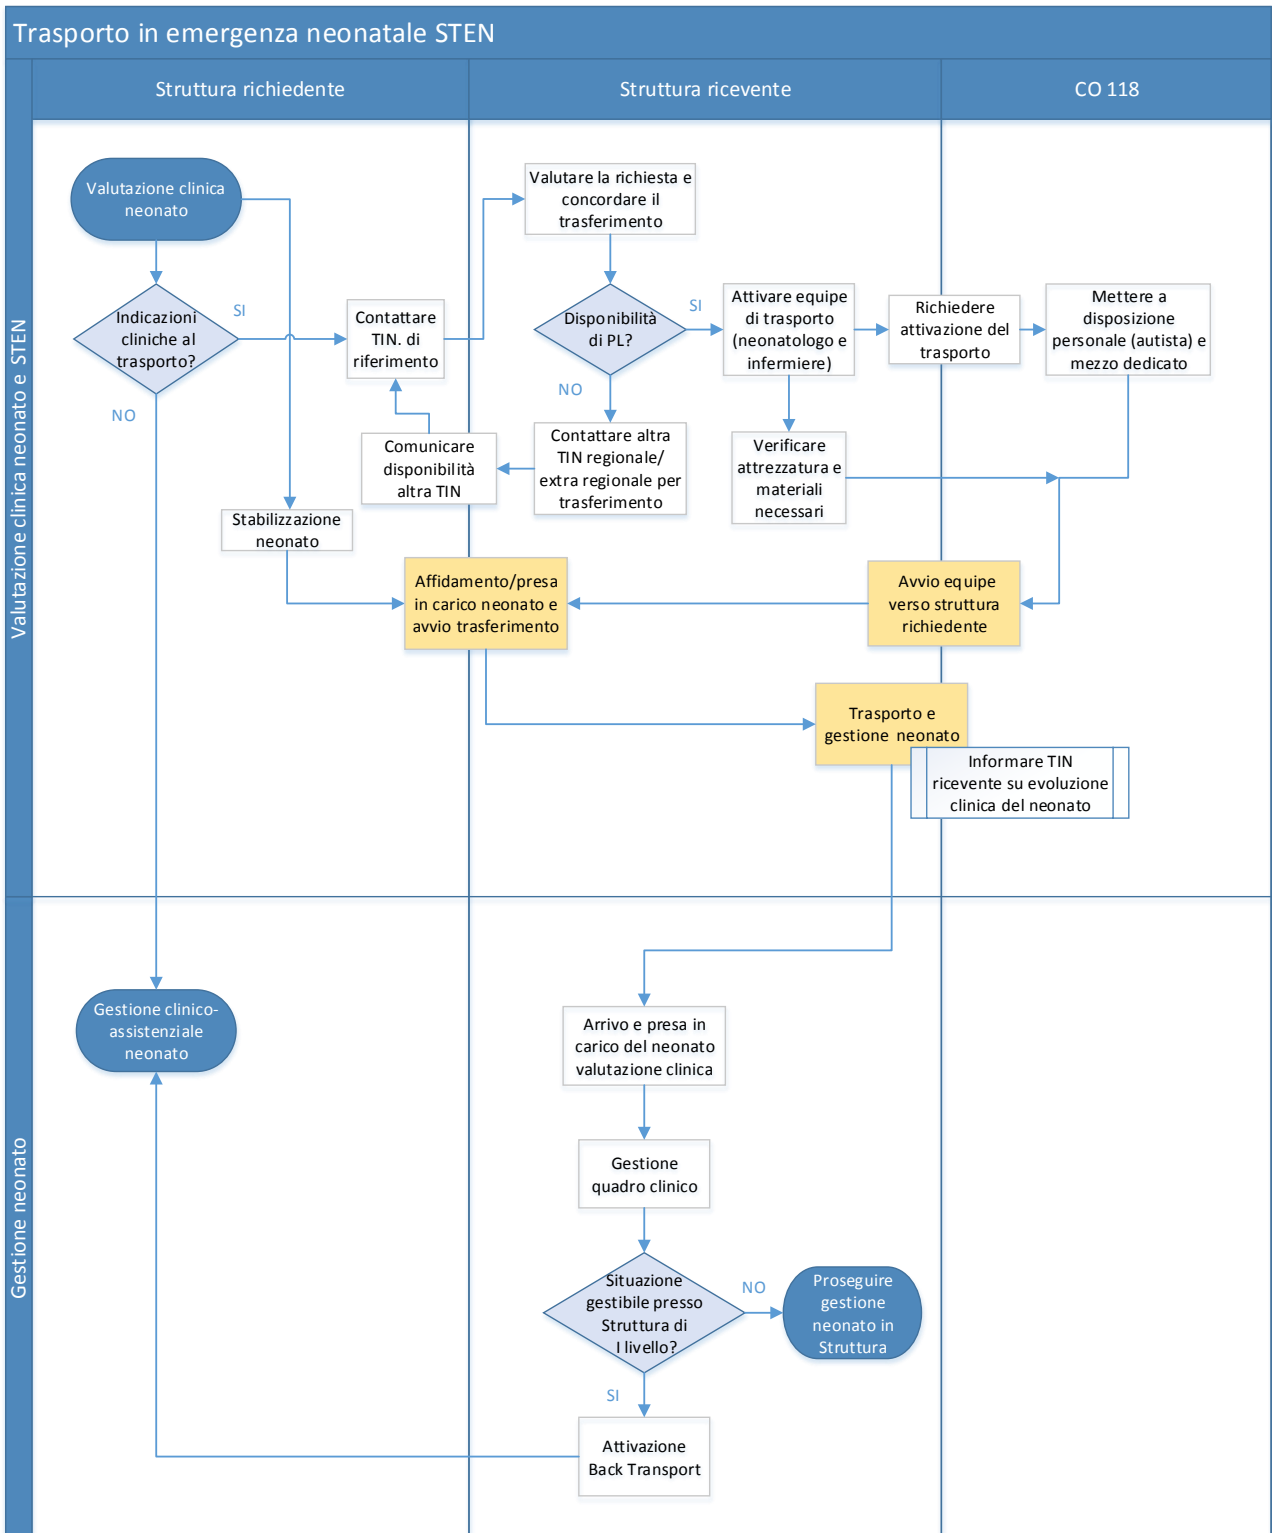 Trasporto in emergenza neonatale STEN
Struttura richiedente
Struttura ricevente
CO 118
Valutazione clinica neonato e STEN
Valutazione clinica
neonato
Indicazioni
cliniche al
trasporto?
SI
NO
Contattare
TIN. di
riferimento
Valutare la richiesta e
concordare il
trasferimento
Disponibilità
di PL?
SI
NO
Attivare equipe
di trasporto
(neonatologo e
infermiere)
Richiedere
attivazione del
trasporto
Mettere a
disposizione
personale (autista) e
mezzo dedicato
Comunicare
disponibilità
altra TIN
Contattare altra
TIN regionale/
extra regionale per
trasferimento
Verificare
attrezzatura e
materiali
necessari
Stabilizzazione
neonato
Affidamento/presa
in carico neonato e
avvio trasferimento
Avvio equipe
verso struttura
richiedente
Trasporto e
gestione neonato
Informare TIN
ricevente su evoluzione
clinica del neonato
Gestione neonato
Gestione clinico-
assistenziale
neonato
Arrivo e presa in
carico del neonato
valutazione clinica
Gestione
quadro clinico
Situazione
gestibile presso
Struttura di
I livello?
NO
SI
Proseguire
gestione
neonato in
Struttura
Attivazione
Back Transport